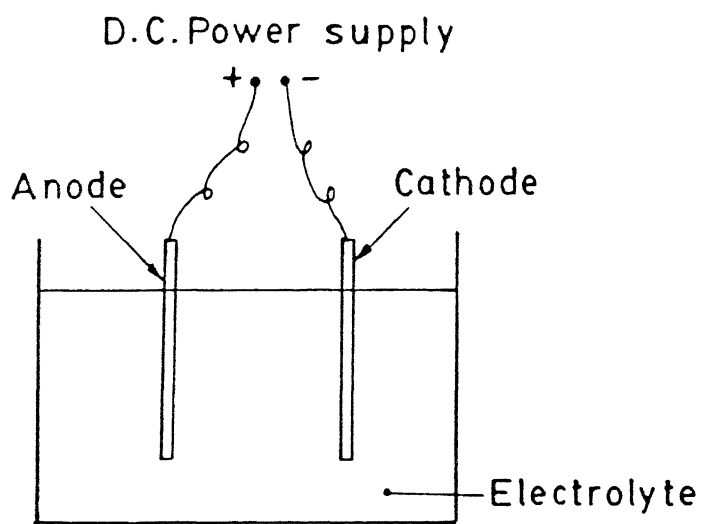 D.C.Power supply
+ -
Anode
Cathode
Electrolyte